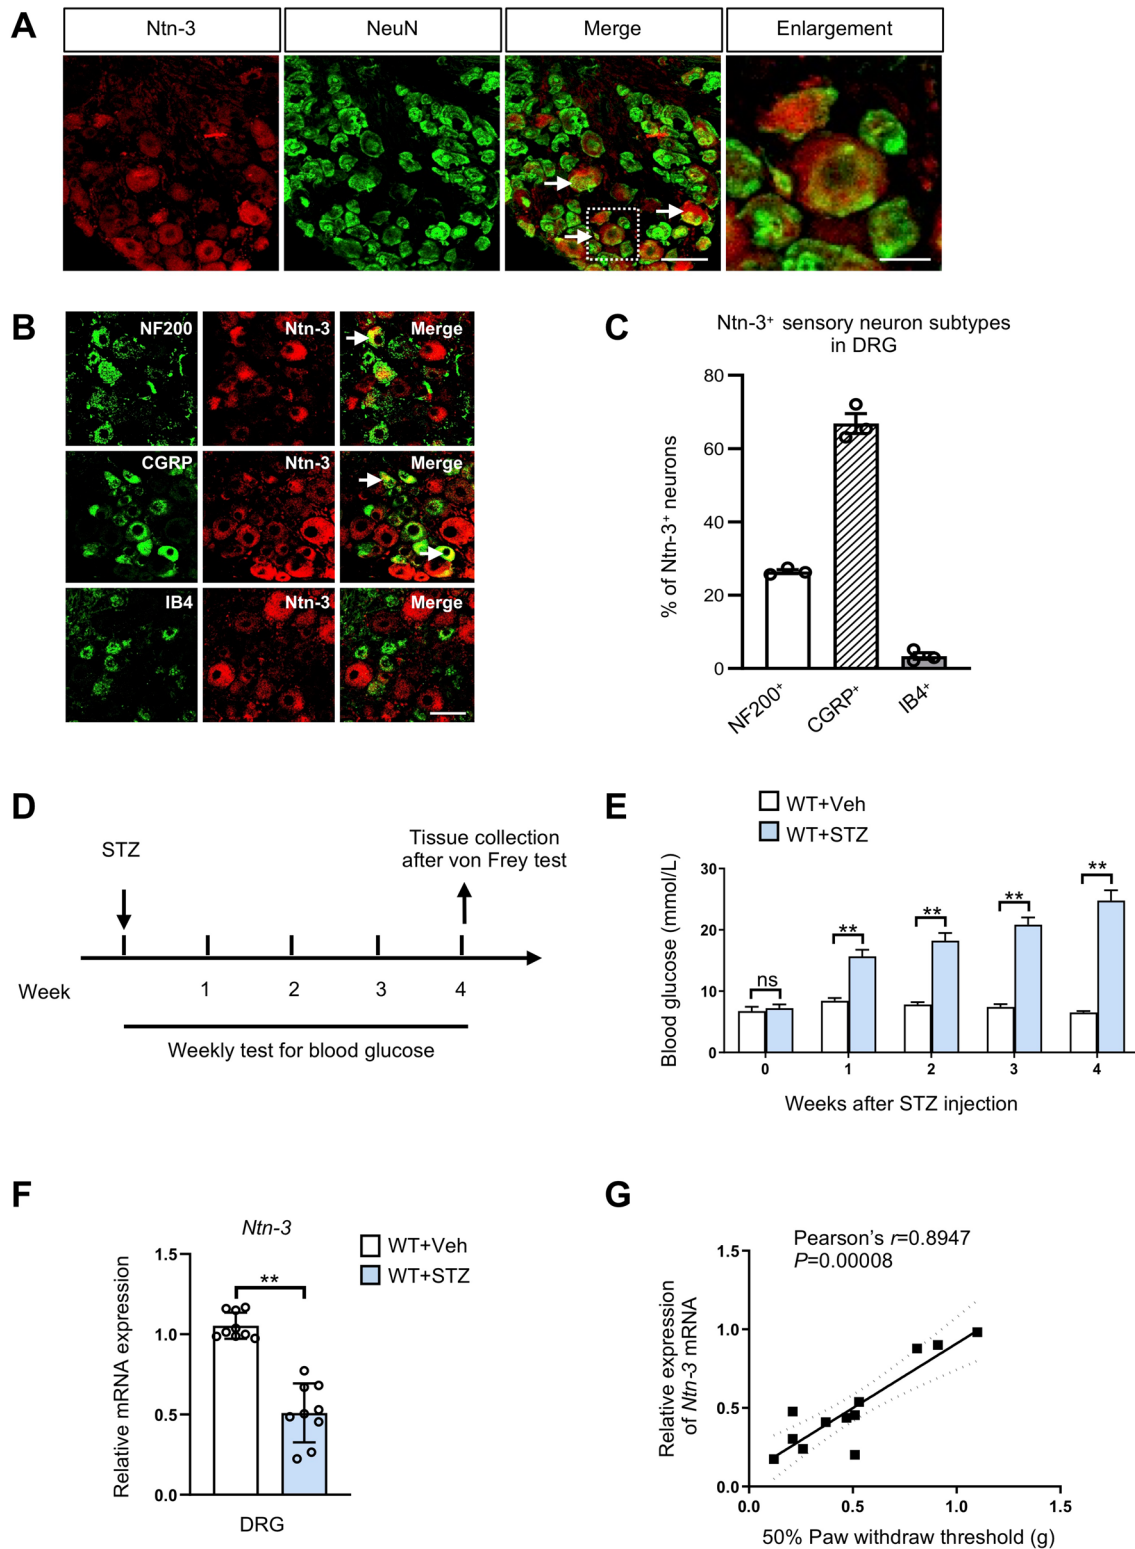 A
Ntn-3
NeuN
Merge
Enlargement
B
NF200
Ntn-3
Merge
CGRP
Ntn-3
Merge
IB4
Ntn-3
Merge
C
Ntn-3⁺ sensory neuron subtypes
in DRG
% of Ntn-3⁺ neurons
80
60
40
20
0
NF200⁺
CGRP⁺
IB4⁺
D
STZ
Tissue collection
after von Frey test
Week
1
2
3
4
Weekly test for blood glucose
E
WT+Veh
WT+STZ
Blood glucose (mmol/L)
30
20
10
0
ns
**
**
**
**
0
1
2
3
4
Weeks after STZ injection
F
Ntn-3
WT+Veh
WT+STZ
Relative mRNA expression
1.5
1.0
0.5
0.0
**
DRG
G
Pearson's r=0.8947
P=0.00008
Relative expression
of Ntn-3 mRNA
1.5
1.0
0.5
0.0
0.0
0.5
1.0
1.5
50% Paw withdraw threshold (g)